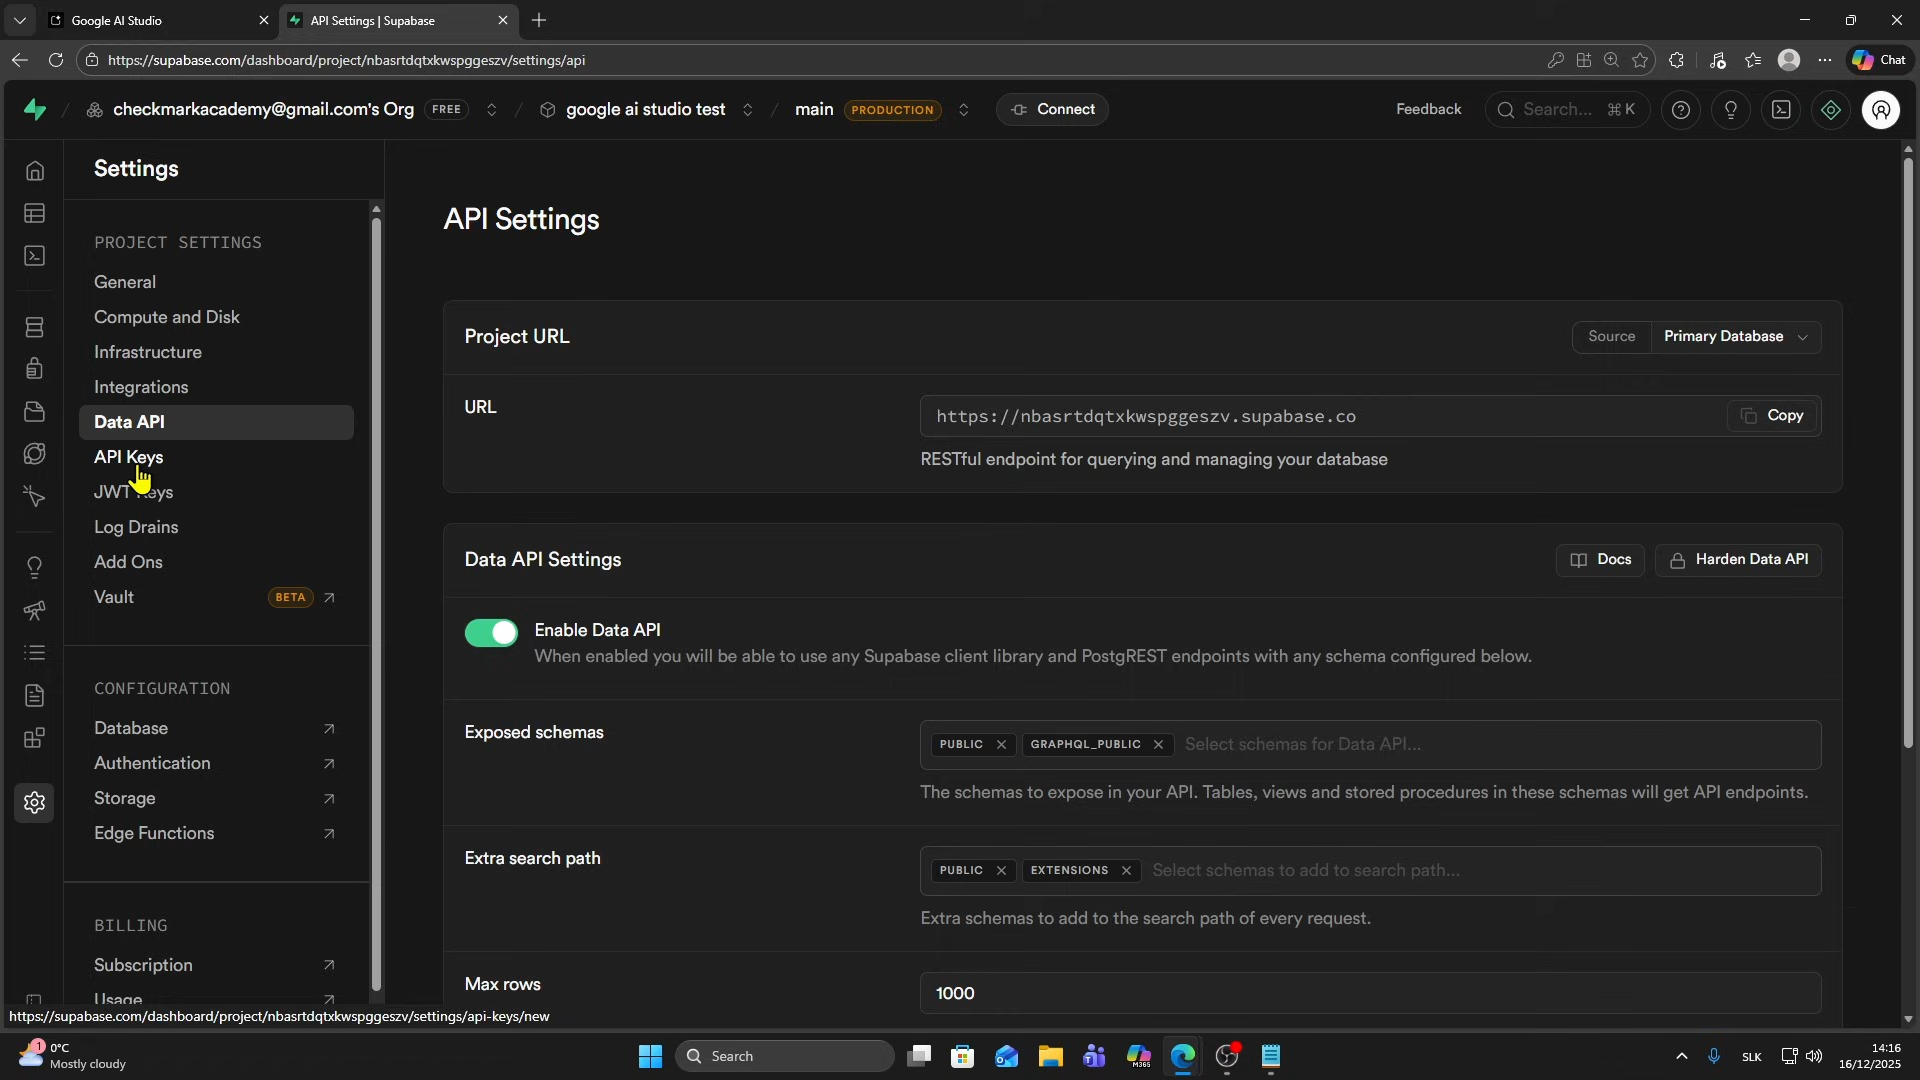 Google AI Studio
API Settings | Supabase
https://supabase.com/dashboard/project/nbasrtdqtxkwspggeszv/settings/api
Chat
checkmarkacademy@gmail.com's Org FREE / google ai studio test / main PRODUCTION Connect
Feedback Search... ⌘K
Settings
PROJECT SETTINGS
General
Compute and Disk
Infrastructure
Integrations
Data API
API Keys
JWT Keys
Log Drains
Add Ons
Vault BETA
CONFIGURATION
Database
Authentication
Storage
Edge Functions
BILLING
Subscription
Usage
API Settings
Project URL
Source Primary Database
URL
https://nbasrtdqtxkwspggeszv.supabase.co Copy
RESTful endpoint for querying and managing your database
Data API Settings
Docs Harden Data API
Enable Data API
When enabled you will be able to use any Supabase client library and PostgREST endpoints with any schema configured below.
Exposed schemas
PUBLIC GRAPHQL_PUBLIC Select schemas for Data API...
The schemas to expose in your API. Tables, views and stored procedures in these schemas will get API endpoints.
Extra search path
PUBLIC EXTENSIONS Select schemas to add to search path...
Extra schemas to add to the search path of every request.
Max rows
1000
https://supabase.com/dashboard/project/nbasrtdqtxkwspggeszv/settings/api-keys/new
1
0°C
Mostly cloudy
Search
M365
SLK
14:16
16/12/2025